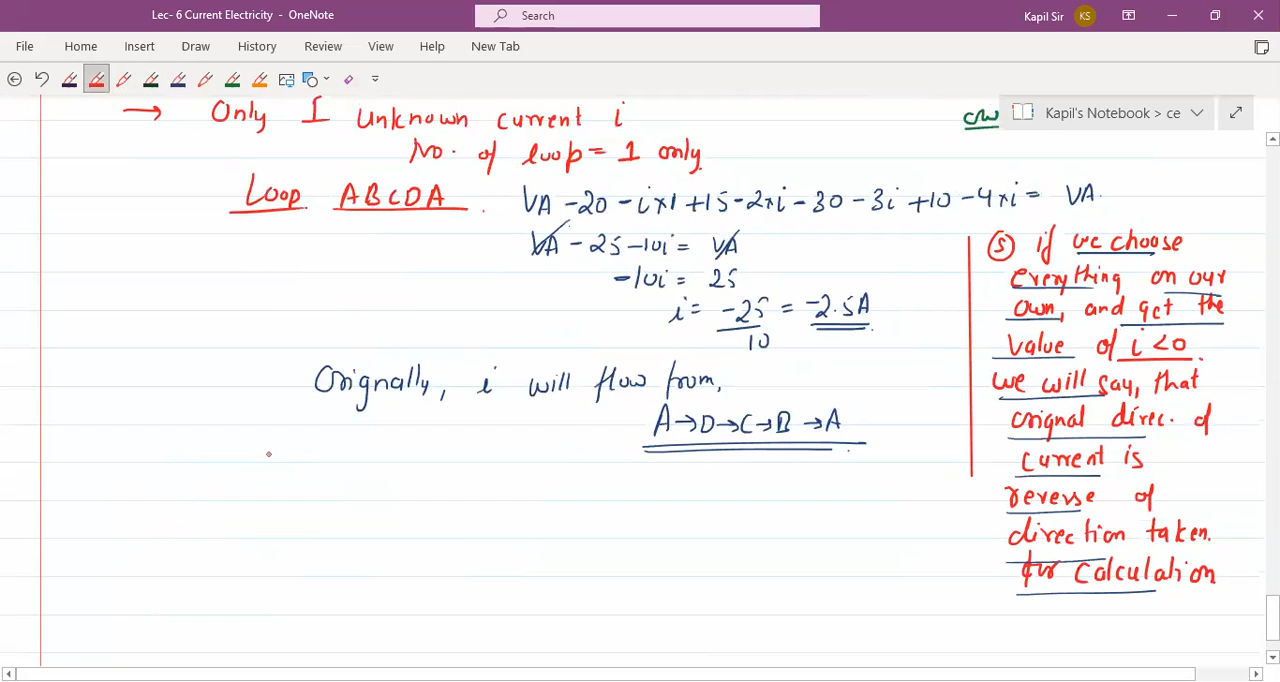 Lec- 6 Current Electricity - OneNote
Search
Kapil Sir
KS
File Home Insert Draw History Review View Help New Tab
Kapil's Notebook > ce
→ Only 1 Unknown current i
cw
No. of loop = 1 only
Loop ABCDA. VA - 20 - i×1 + 15 - 2×i - 30 - 3i + 10 - 4×i = VA.
VA - 25 - 10i = VA
-10i = 25
i = -25/10 = -2.5A
Orignally, i will flow from,
A→D→C→B→A
(5) if we choose
everything on our
own, and get the
value of i<0.
we will say, that
orignal direc. of
current is
reverse of
direction taken.
for calculation